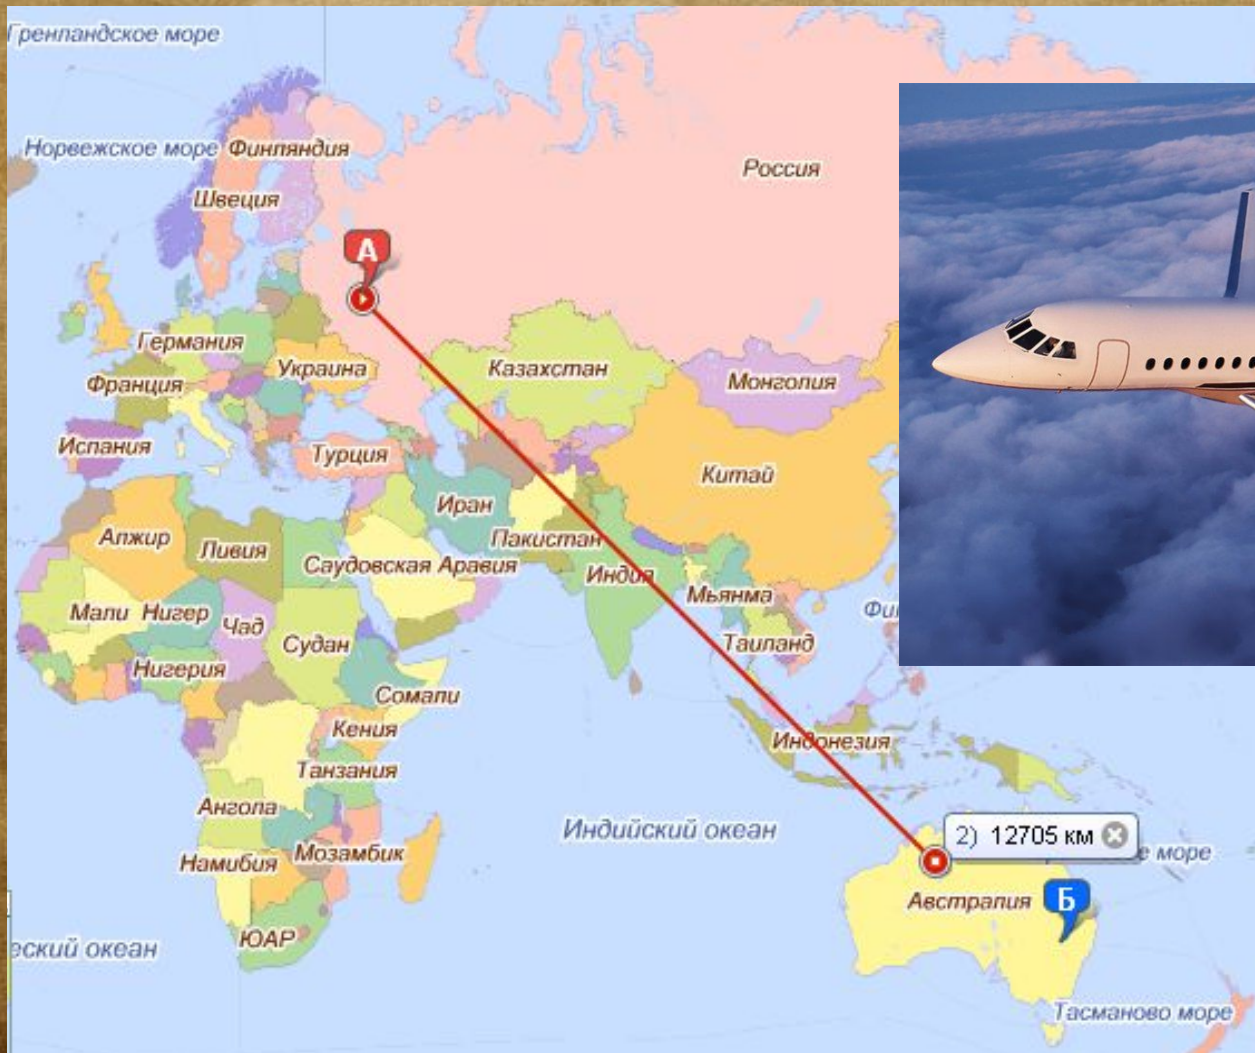 Гренландское море
Норвежское море
Финляндия
Швеция
Россия
А
Германия
Украина
Франция
Казахстан
Монголия
Испания
Турция
Китай
Иран
Алжир
Ливия
Пакистан
Саудовская Аравия
Индия
Мьянма
Мали
Нигер
Чад
Судан
Таиланд
Нигерия
Сомали
Кения
Индонезия
Танзания
Ангола
Индийский океан
2) 12705 км
е море
Намибия
Мозамбик
Австралия
Б
ЮАР
еский океан
Тасманово море